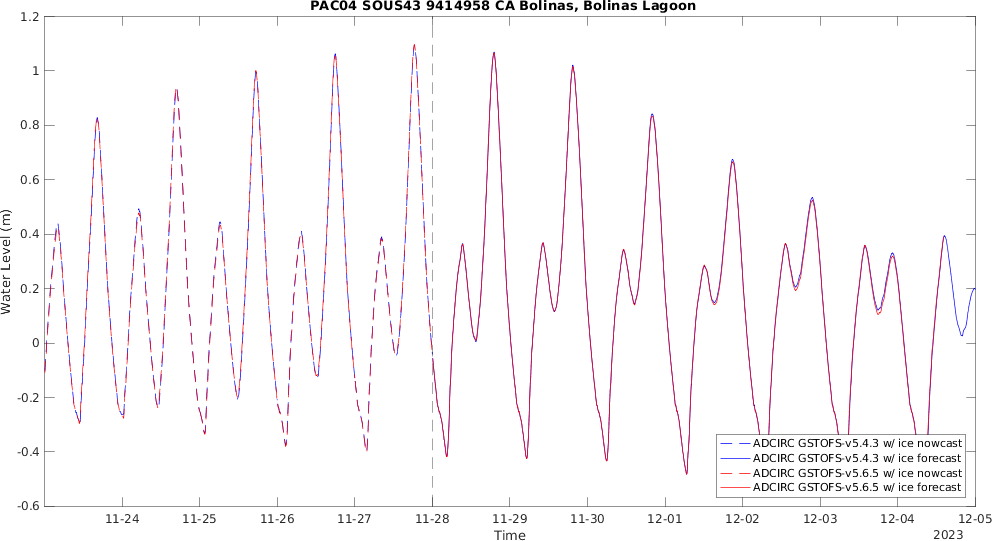 PAC04 SOUS43 9414958 CA Bolinas, Bolinas Lagoon
1.2
1
0.8
0.6
0.4
0.2
0
-0.2
-0.4
-0.6
Water Level (m)
ADCIRC GSTOFS-v5.4.3 w/ ice nowcast
ADCIRC GSTOFS-v5.4.3 w/ ice forecast
ADCIRC GSTOFS-v5.6.5 w/ ice nowcast
ADCIRC GSTOFS-v5.6.5 w/ ice forecast
11-24 11-25 11-26 11-27 11-28 11-29 11-30 12-01 12-02 12-03 12-04 12-05
Time
2023